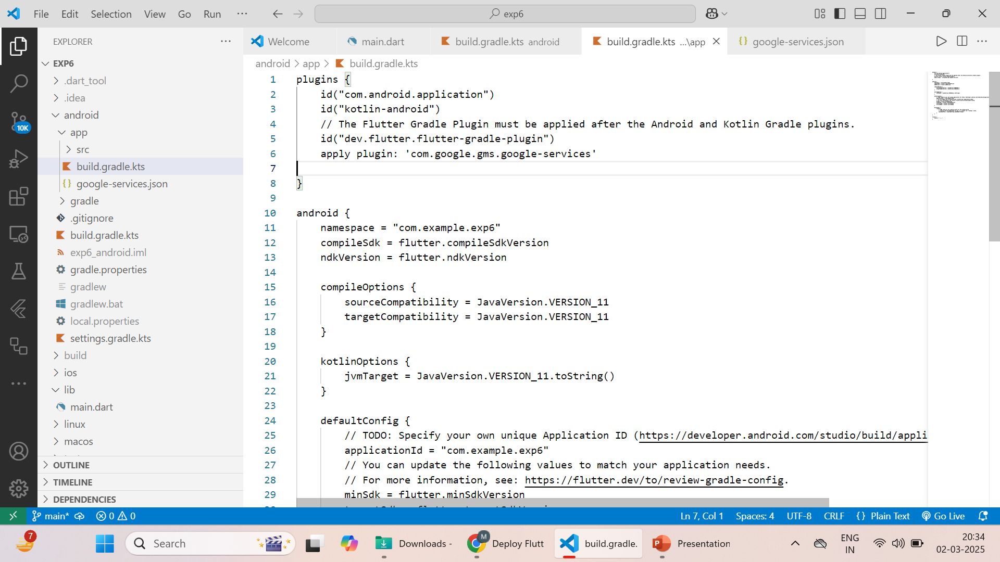 File Edit Selection View Go Run ··· exp6
EXPLORER
EXP6
.dart_tool
.idea
android
app
src
build.gradle.kts
google-services.json
gradle
.gitignore
build.gradle.kts
exp6_android.iml
gradle.properties
gradlew
gradlew.bat
local.properties
settings.gradle.kts
build
ios
lib
main.dart
linux
macos
OUTLINE
TIMELINE
DEPENDENCIES
10K
Welcome main.dart build.gradle.kts android build.gradle.kts ...\app google-services.json
android > app > build.gradle.kts
1 plugins {
2 id("com.android.application")
3 id("kotlin-android")
4 // The Flutter Gradle Plugin must be applied after the Android and Kotlin Gradle plugins.
5 id("dev.flutter.flutter-gradle-plugin")
6 apply plugin: 'com.google.gms.google-services'
7
8 }
9
10 android {
11 namespace = "com.example.exp6"
12 compileSdk = flutter.compileSdkVersion
13 ndkVersion = flutter.ndkVersion
14
15 compileOptions {
16 sourceCompatibility = JavaVersion.VERSION_11
17 targetCompatibility = JavaVersion.VERSION_11
18 }
19
20 kotlinOptions {
21 jvmTarget = JavaVersion.VERSION_11.toString()
22 }
23
24 defaultConfig {
25 // TODO: Specify your own unique Application ID (https://developer.android.com/studio/build/appli
26 applicationId = "com.example.exp6"
27 // You can update the following values to match your application needs.
28 // For more information, see: https://flutter.dev/to/review-gradle-config.
29 minSdk = flutter.minSdkVersion
main* 0 0 Ln 7, Col 1 Spaces: 4 UTF-8 CRLF {} Plain Text Go Live
7 Search Downloads - M Deploy Flutt build.gradle. P Presentation ENG IN 20:34
02-03-2025